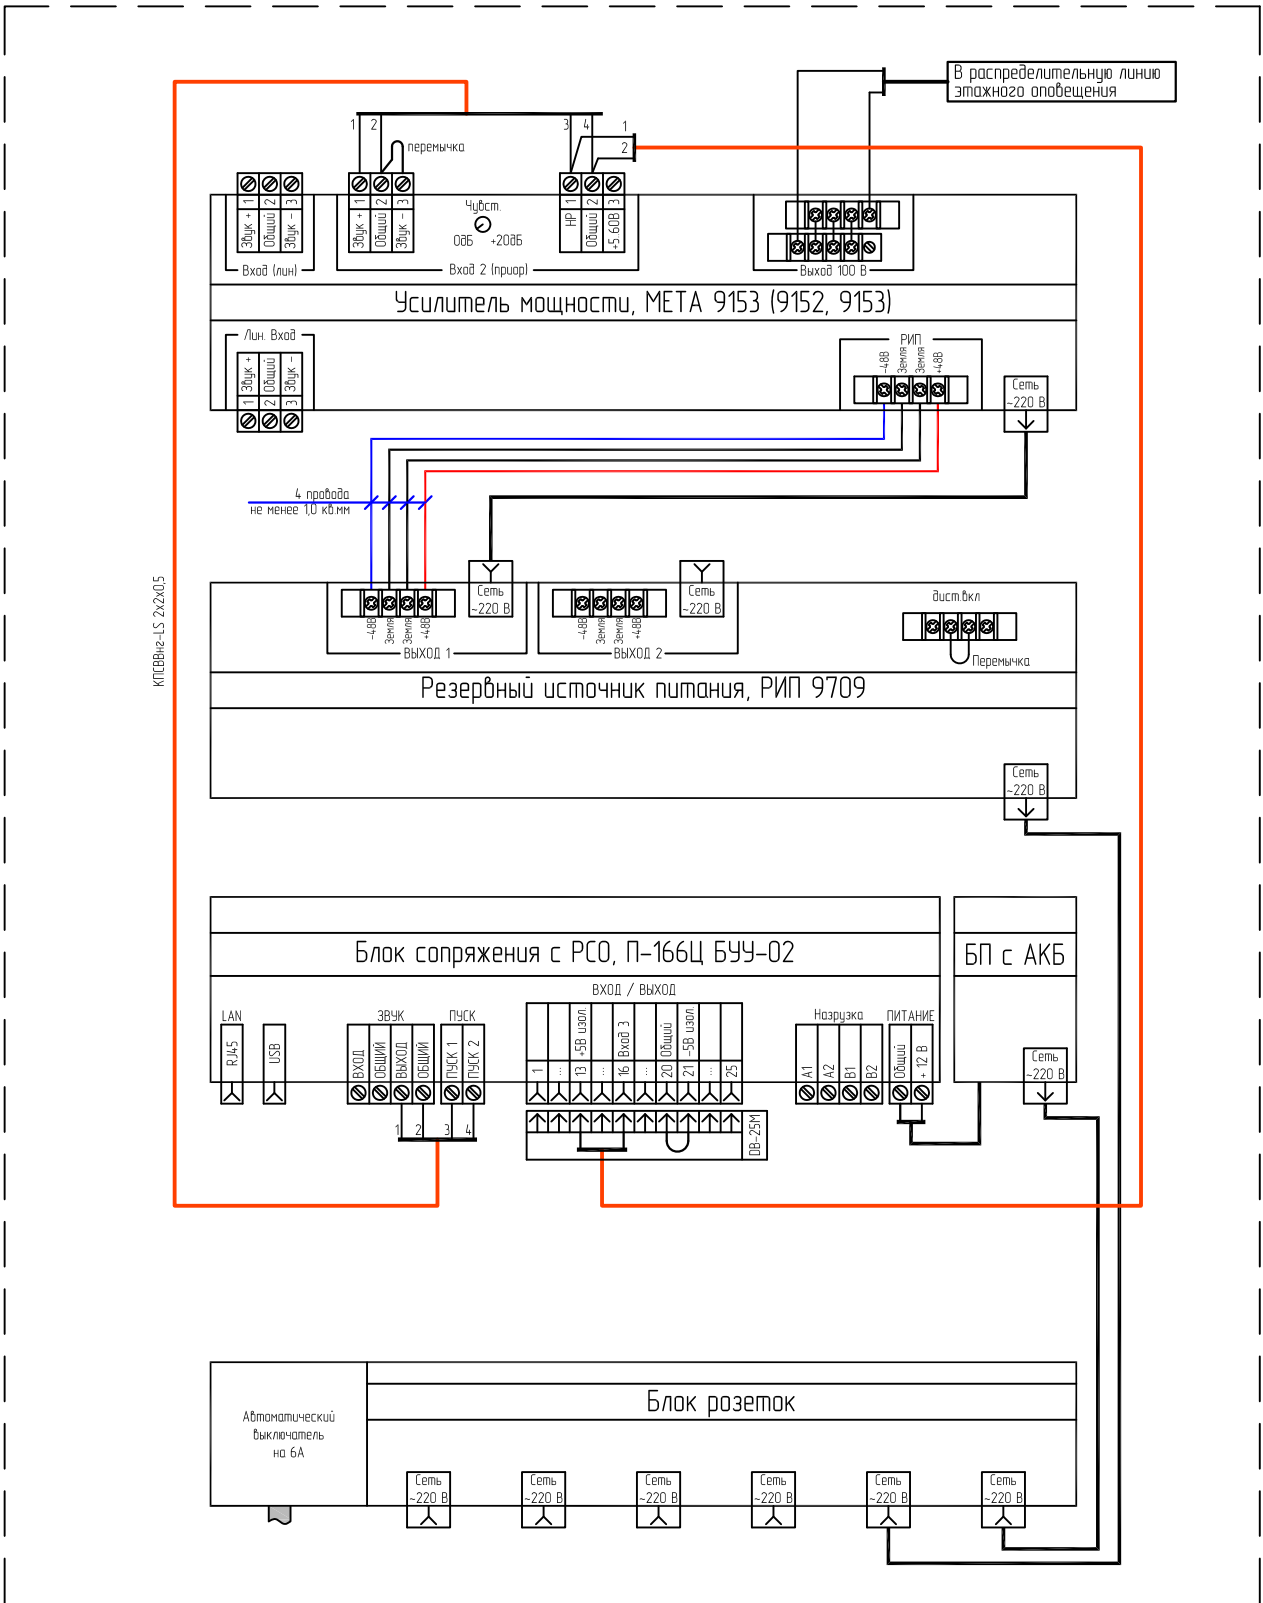 В распределительную линию
этажного оповещения
1 2 3 4 1
2
перемычка
1 2 3
Звук + Общий Звук -
Вход (лин)
1 2 3
Звук + Общий Звук -
Чувст.
0дБ +20дБ
1 2 3
НР Общий +5..60В
Вход 2 (приор)
Выход 100 В
Усилитель мощности, МЕТА 9153 (9152, 9153)
Лин. Вход
Звук + Общий Звук -
1 2 3
РИП
-48В Земля Земля +48В
Сеть
~220 В
4 провода
не менее 1,0 кв.мм
КПСВВнг-LS 2х2х0,5
-48В Земля Земля +48В
ВЫХОД 1
Сеть
~220 В
-48В Земля Земля +48В
ВЫХОД 2
Сеть
~220 В
дист.вкл
Перемычка
Резервный источник питания, РИП 9709
Сеть
~220 В
Блок сопряжения с РСО, П-166Ц БУУ-02
БП с АКБ
LAN
RJ45
USB
ЗВУК
ВХОД ОБЩИЙ ВЫХОД ОБЩИЙ
ПУСК
ПУСК 1 ПУСК 2
1 2 3 4
ВХОД / ВЫХОД
+5В изол. Вход 3 Общий -5В изол.
1 ... 13 ... 16 ... 20 21 ... 25
DB-25M
Нагрузка
А1 А2 В1 В2
ПИТАНИЕ
Общий + 12 В
Сеть
~220 В
Автоматический
выключатель
на 6А
Блок розеток
Сеть
~220 В
Сеть
~220 В
Сеть
~220 В
Сеть
~220 В
Сеть
~220 В
Сеть
~220 В